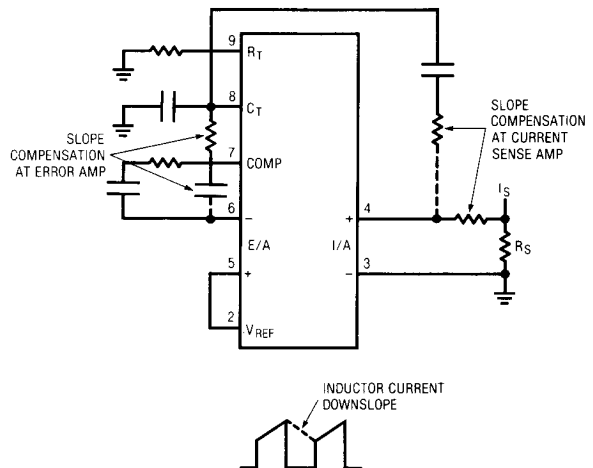 9
R_T
8
C_T
SLOPE
COMPENSATION
AT ERROR AMP
7
COMP
SLOPE
COMPENSATION
AT CURRENT
SENSE AMP
I_S
6
–
E/A
+
4
I/A
R_S
5
+
–
3
2
V_REF
INDUCTOR CURRENT
DOWNSLOPE